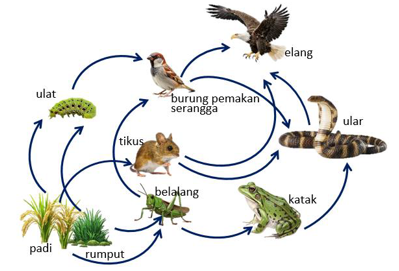 elang
ulat
burung pemakan
serangga
ular
tikus
belalang
katak
padi
rumput